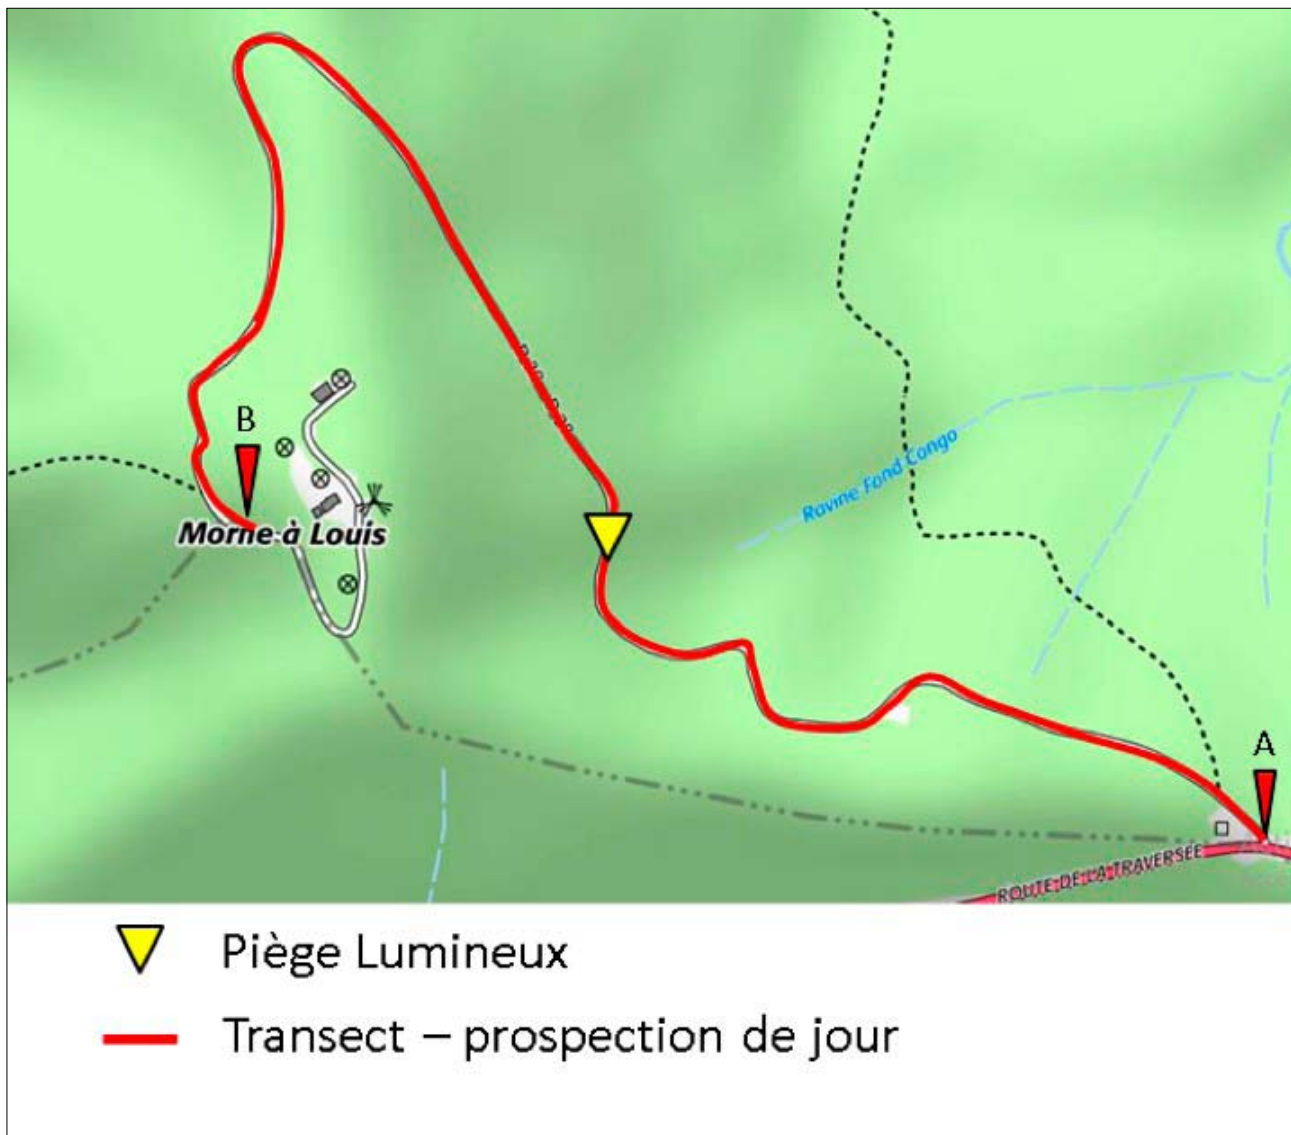 B
Ravine Fond Congo
Morne à Louis
A
ROUTE DE LA TRAVERSÉE
Piège Lumineux
Transect – prospection de jour